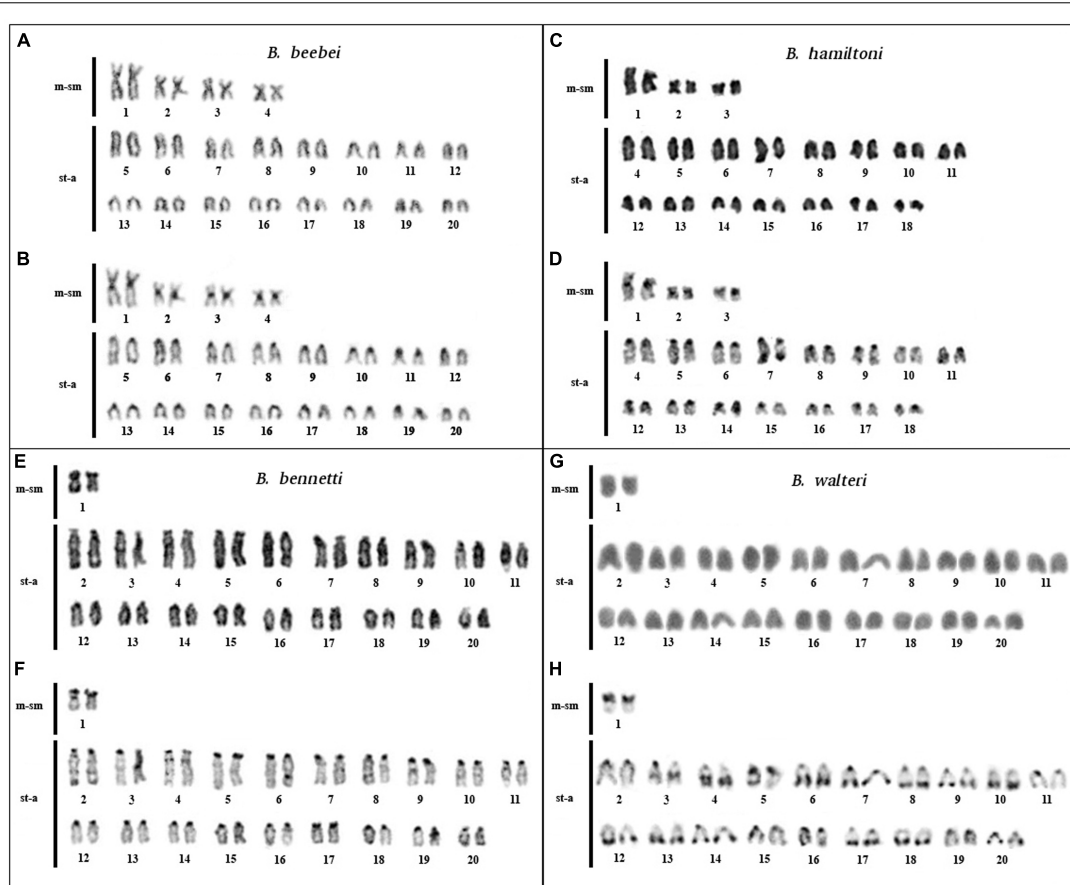 A
B. beebei
m-sm
1 2 3 4
st-a
5 6 7 8 9 10 11 12
13 14 15 16 17 18 19 20
B
m-sm
1 2 3 4
st-a
5 6 7 8 9 10 11 12
13 14 15 16 17 18 19 20
C
B. hamiltoni
m-sm
1 2 3
st-a
4 5 6 7 8 9 10 11
12 13 14 15 16 17 18
D
m-sm
1 2 3
st-a
4 5 6 7 8 9 10 11
12 13 14 15 16 17 18
E
B. bennetti
m-sm
1
st-a
2 3 4 5 6 7 8 9 10 11
12 13 14 15 16 17 18 19 20
F
m-sm
1
st-a
2 3 4 5 6 7 8 9 10 11
12 13 14 15 16 17 18 19 20
G
B. walteri
m-sm
1
st-a
2 3 4 5 6 7 8 9 10 11
12 13 14 15 16 17 18 19 20
H
m-sm
1
st-a
2 3 4 5 6 7 8 9 10 11
12 13 14 15 16 17 18 19 20